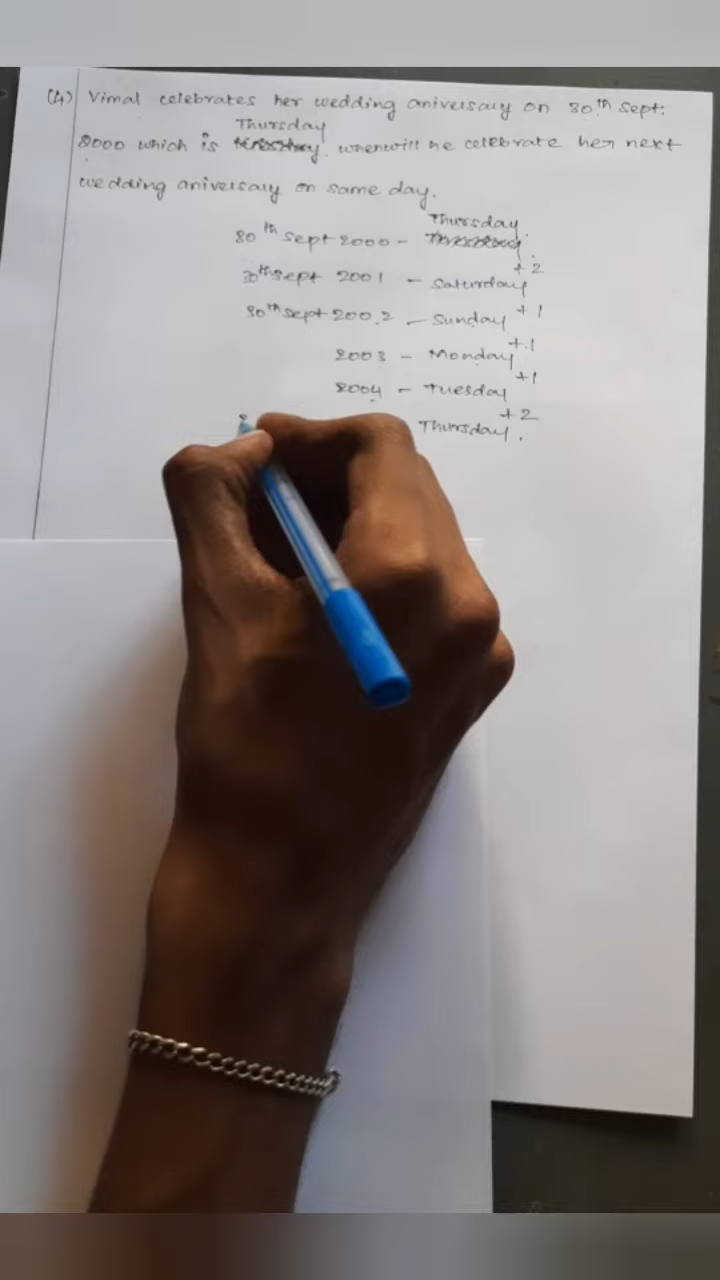 (4) Vimal celebrates her wedding aniversary on 30th Sept.
Thursday
2000 which is . when will he celebrate her next
wedding aniversary on same day.
Thursday
30th Sept 2000 -
30th Sept 2001 - Saturday +2
30th Sept 2002 - Sunday +1
2003 - Monday +1
2004 - Tuesday +1
Thursday. +2